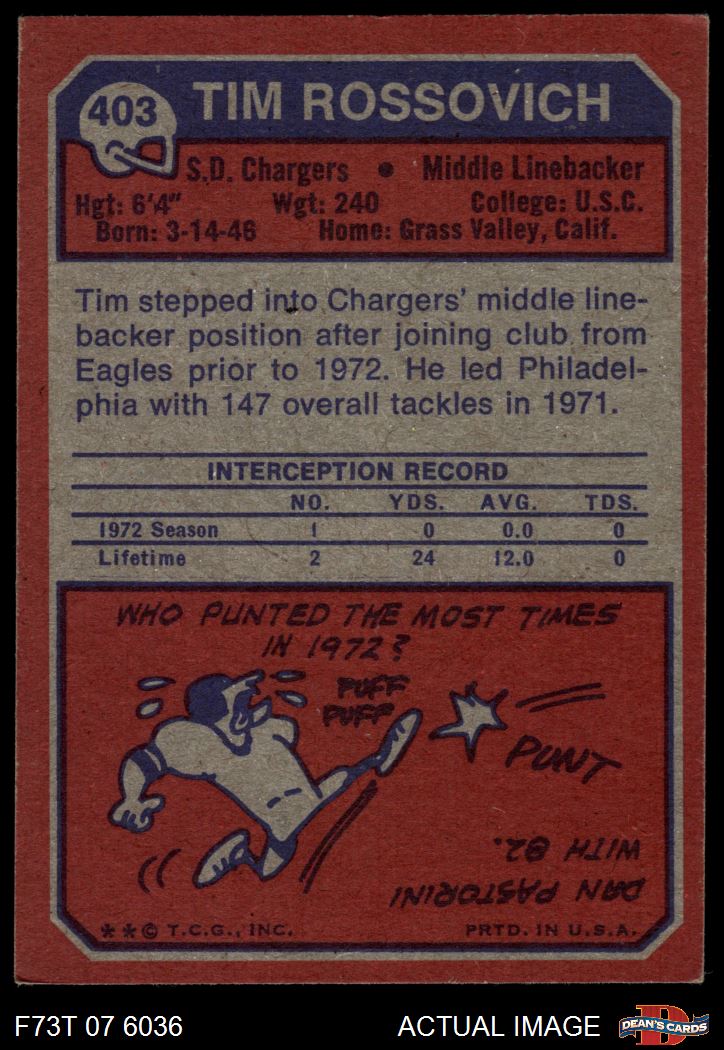 403
TIM ROSSOVICH
S.D. Chargers • Middle Linebacker
Hgt: 6'4" Wgt: 240 College: U.S.C.
Born: 3-14-46 Home: Grass Valley, Calif.
Tim stepped into Chargers' middle line-
backer position after joining club from
Eagles prior to 1972. He led Philadel-
phia with 147 overall tackles in 1971.
INTERCEPTION RECORD
NO. YDS. AVG. TDS.
1972 Season 1 0 0.0 0
Lifetime 2 24 12.0 0
WHO PUNTED THE MOST TIMES
IN 1972?
PUFF
PUFF
PUNT
DAN PASTORINI
WITH 82.
**© T.C.G., INC. PRTD. IN U.S.A.
F73T 07 6036 ACTUAL IMAGE
D
DEAN'S CARDS